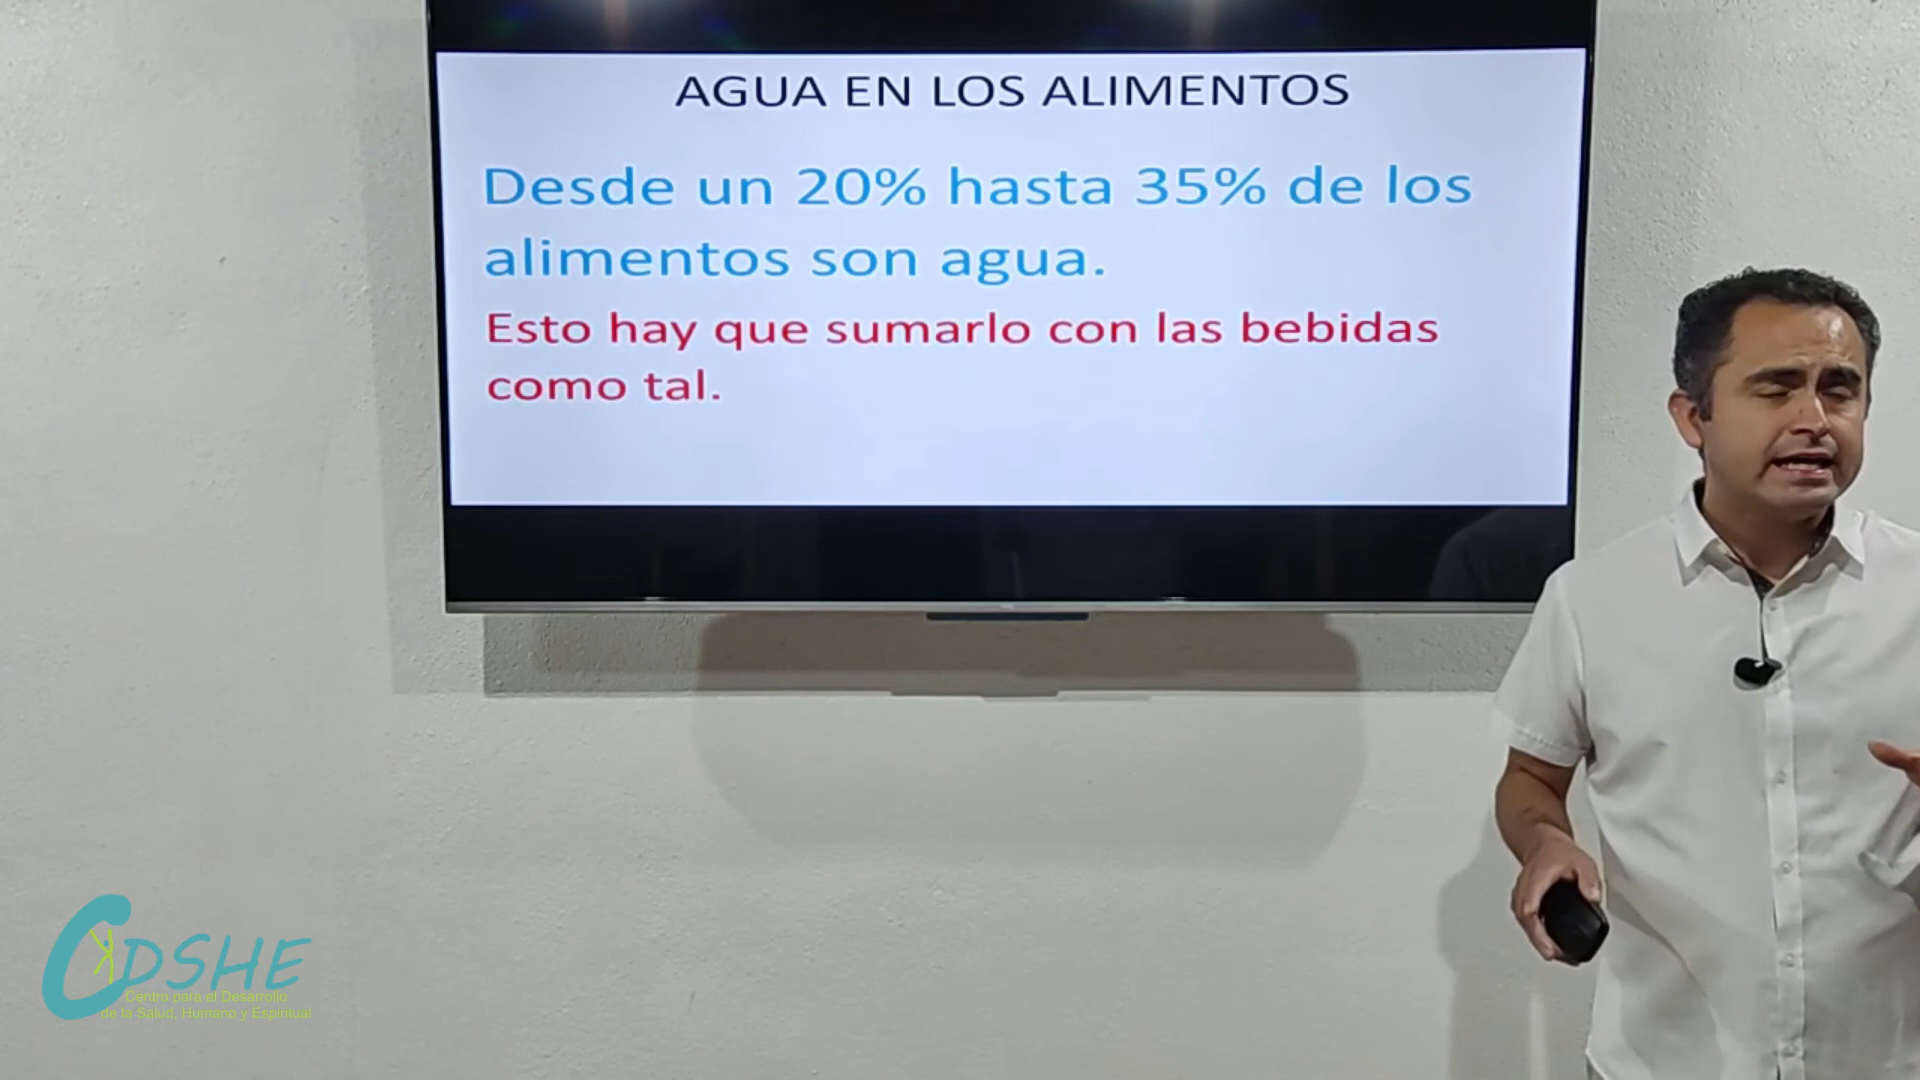 AGUA EN LOS ALIMENTOS
Desde un 20% hasta 35% de los
alimentos son agua.
Esto hay que sumarlo con las bebidas
como tal.
CDSHE
Centro para el Desarrollo
de la Salud, Humano y Espiritual